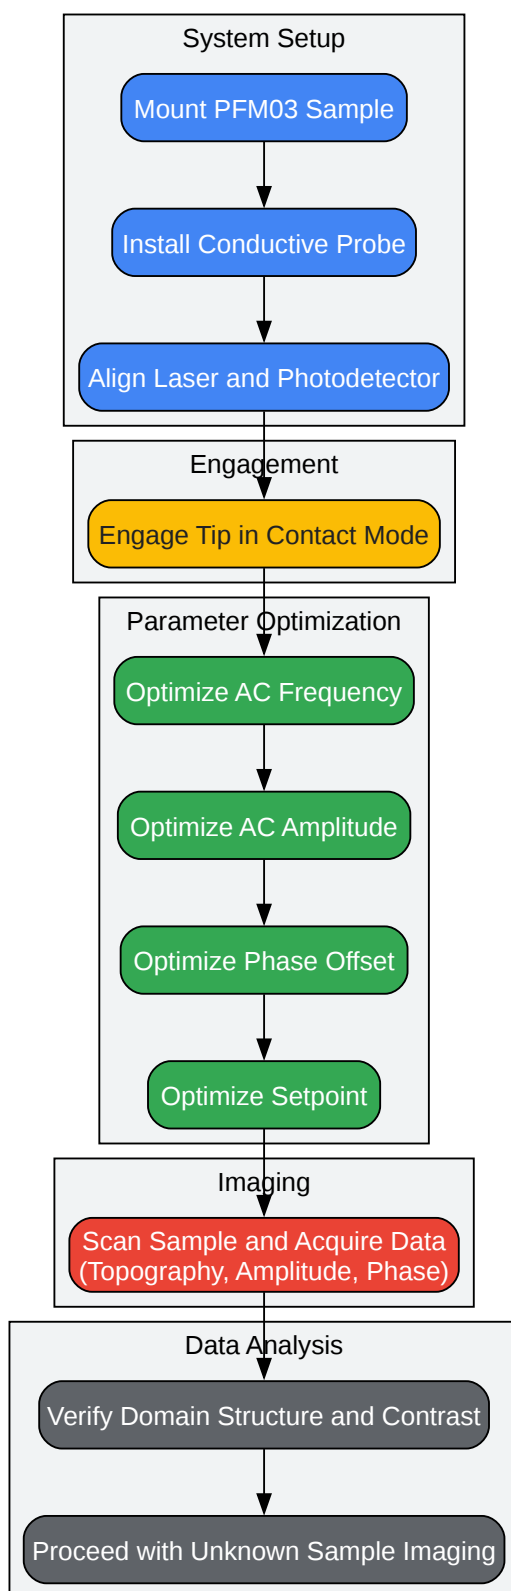 System Setup
Mount PFM03 Sample
Install Conductive Probe
Align Laser and Photodetector
Engagement
Engage Tip in Contact Mode
Parameter Optimization
Optimize AC Frequency
Optimize AC Amplitude
Optimize Phase Offset
Optimize Setpoint
Imaging
Scan Sample and Acquire Data
(Topography, Amplitude, Phase)
Data Analysis
Verify Domain Structure and Contrast
Proceed with Unknown Sample Imaging